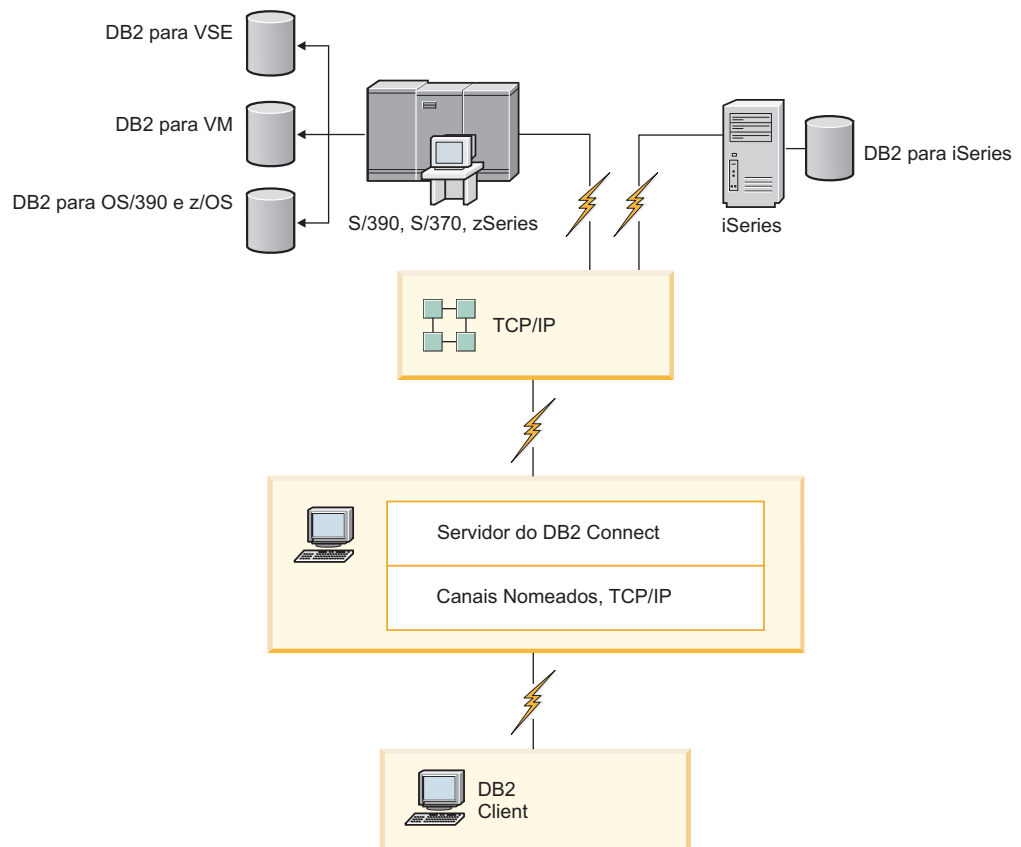 DB2 para VSE
DB2 para VM
DB2 para OS/390 e z/OS
S/390, S/370, zSeries
DB2 para iSeries
iSeries
TCP/IP
Servidor do DB2 Connect
Canais Nomeados, TCP/IP
DB2
Client